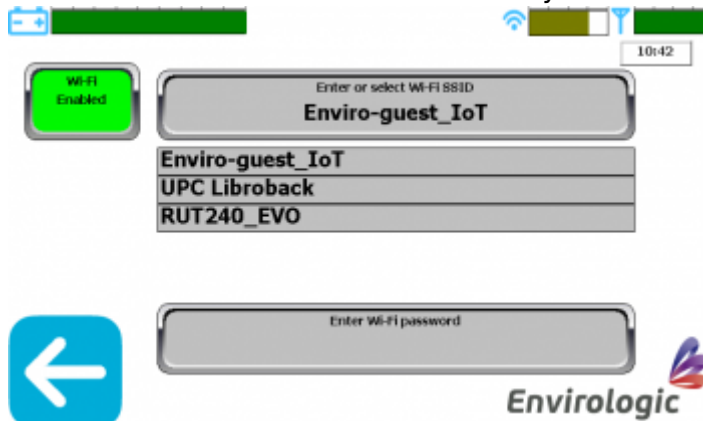 10:42
Wi-Fi
Enabled
Enter or select Wi-Fi SSID
Enviro-guest_IoT
Enviro-guest_IoT
UPC Libroback
RUT240_EVO
Enter Wi-Fi password
Envirologic